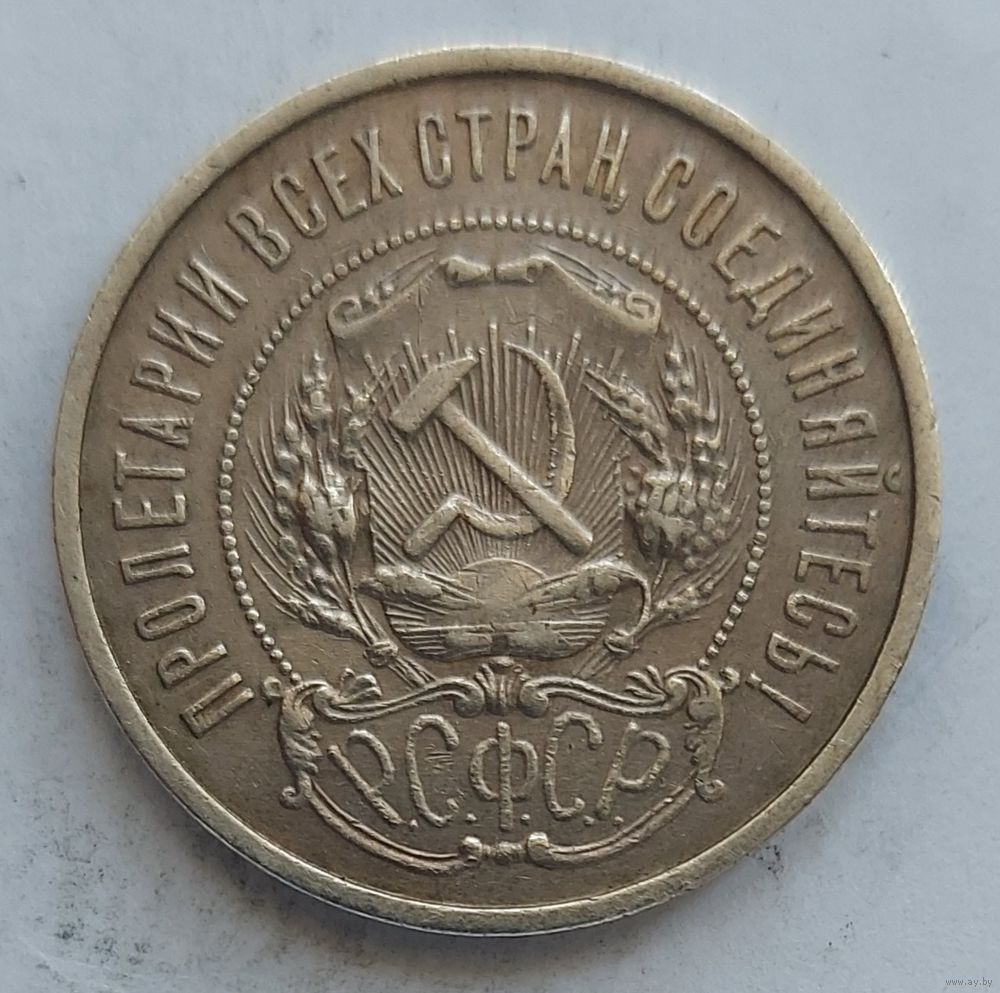 ПРОЛЕТАРИИ ВСЕХ СТРАН, СОЕДИНЯЙТЕСЬ!
Р.С.Ф.С.Р.
www.ay.by